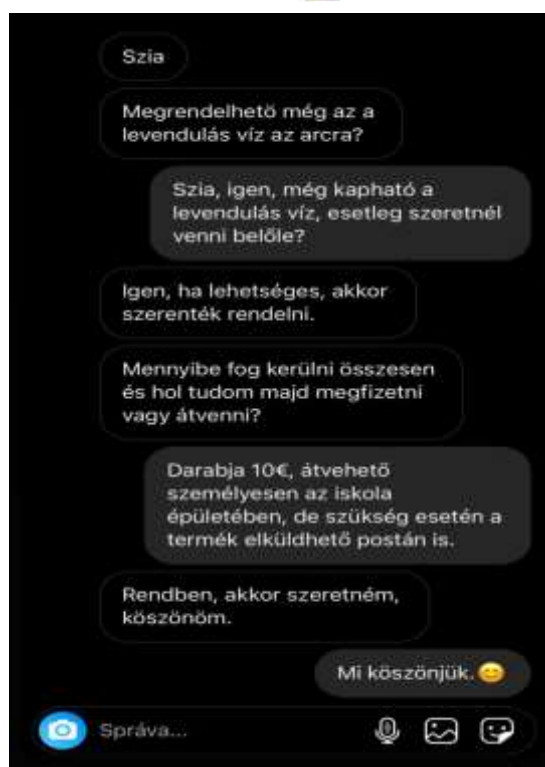 Szia
Megrendelhetö még az a
levendulás víz az arcra?
Szia, igen, még kapható a
levendulás víz, esetleg szeretnél
venni belőle?
Igen, ha lehetséges, akkor
szerenték rendelni.
Mennyibe fog kerülni összesen
és hol tudom majd megfizetni
vagy átvenni?
Darabja 10€, átvehető
személyesen az iskola
épületében, de szükség esetén a
termék elküldhető postán is.
Rendben, akkor szeretném,
köszönöm.
Mi köszönjük.😊
Správa...